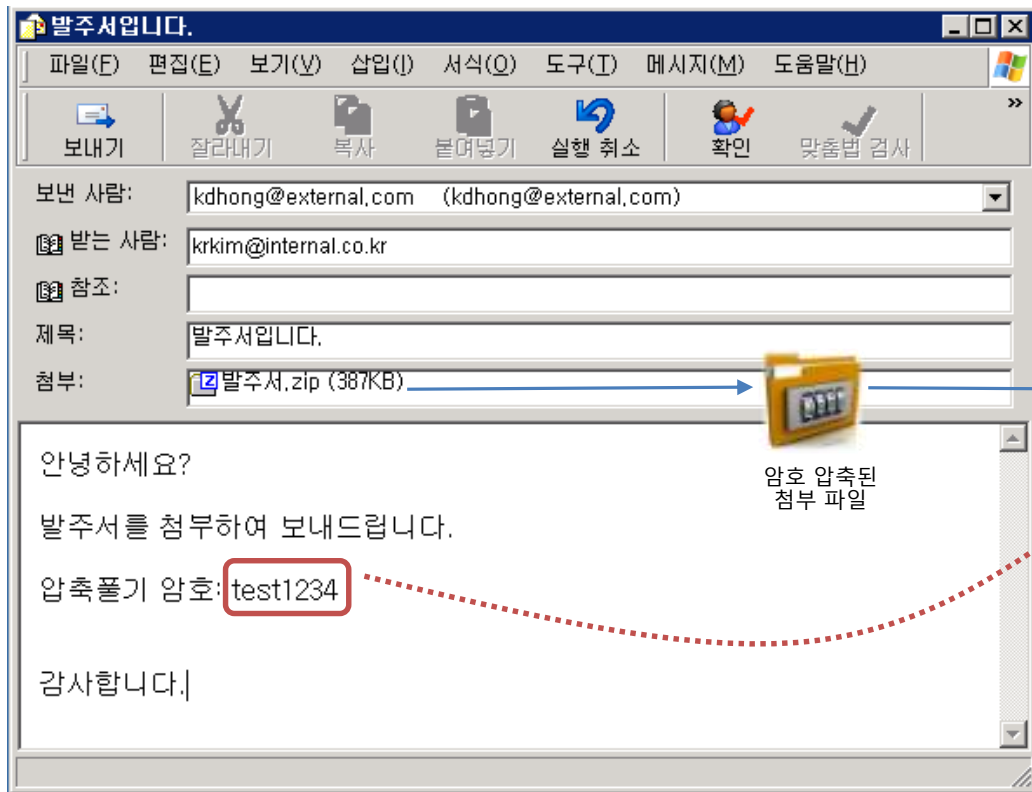 발주서입니다.
파일(F) 편집(E) 보기(V) 삽입(I) 서식(O) 도구(T) 메시지(M) 도움말(H)
보내기 잘라내기 복사 붙여넣기 실행 취소 확인 맞춤법 검사 »
보낸 사람: kdhong@external.com (kdhong@external.com)
받는 사람: krkim@internal.co.kr
참조:
제목: 발주서입니다.
첨부: 발주서.zip (387KB)
암호 압축된
첨부 파일
안녕하세요?
발주서를 첨부하여 보내드립니다.
압축풀기 암호: test1234
감사합니다.